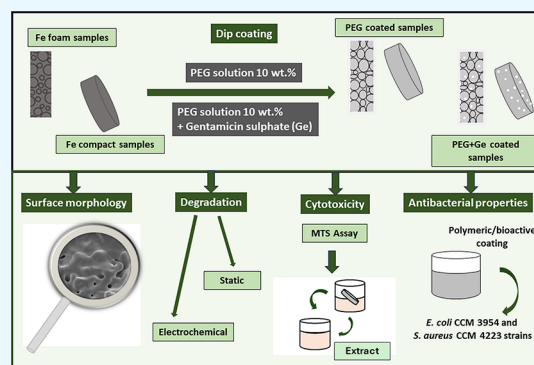 Fe foam samples
Dip coating
PEG coated samples
PEG solution 10 wt.%
PEG solution 10 wt.%
+ Gentamicin sulphate (Ge)
Fe compact samples
PEG+Ge coated
samples
Surface morphology
Degradation
Cytotoxicity
Antibacterial properties
MTS Assay
Polymeric/bioactive
coating
Static
Electrochemical
Extract
E. coli CCM 3954 and
S. aureus CCM 4223 strains